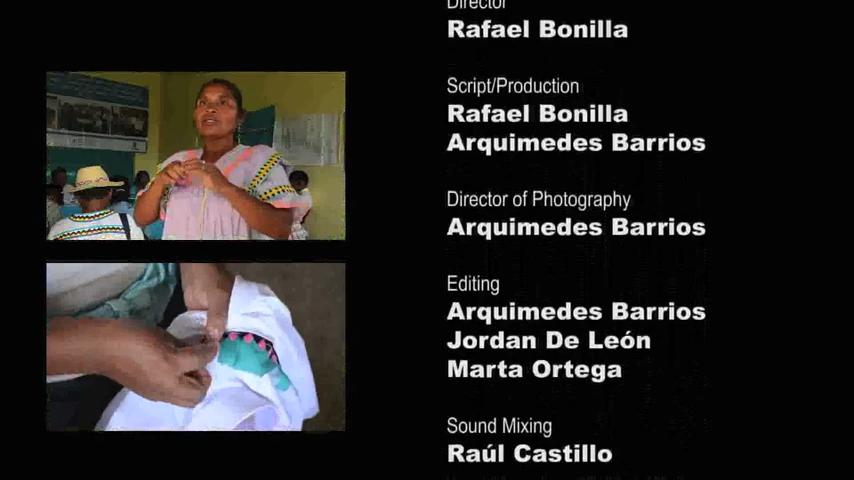 Director
Rafael Bonilla
Script/Production
Rafael Bonilla
Arquimedes Barrios
Director of Photography
Arquimedes Barrios
Editing
Arquimedes Barrios
Jordan De León
Marta Ortega
Sound Mixing
Raúl Castillo